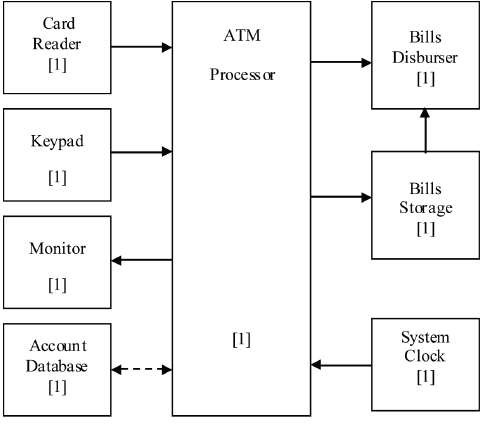 Card
Reader
[1]
Keypad
[1]
Monitor
[1]
Account
Database
[1]
ATM
Processor
[1]
Bills
Disburser
[1]
Bills
Storage
[1]
System
Clock
[1]